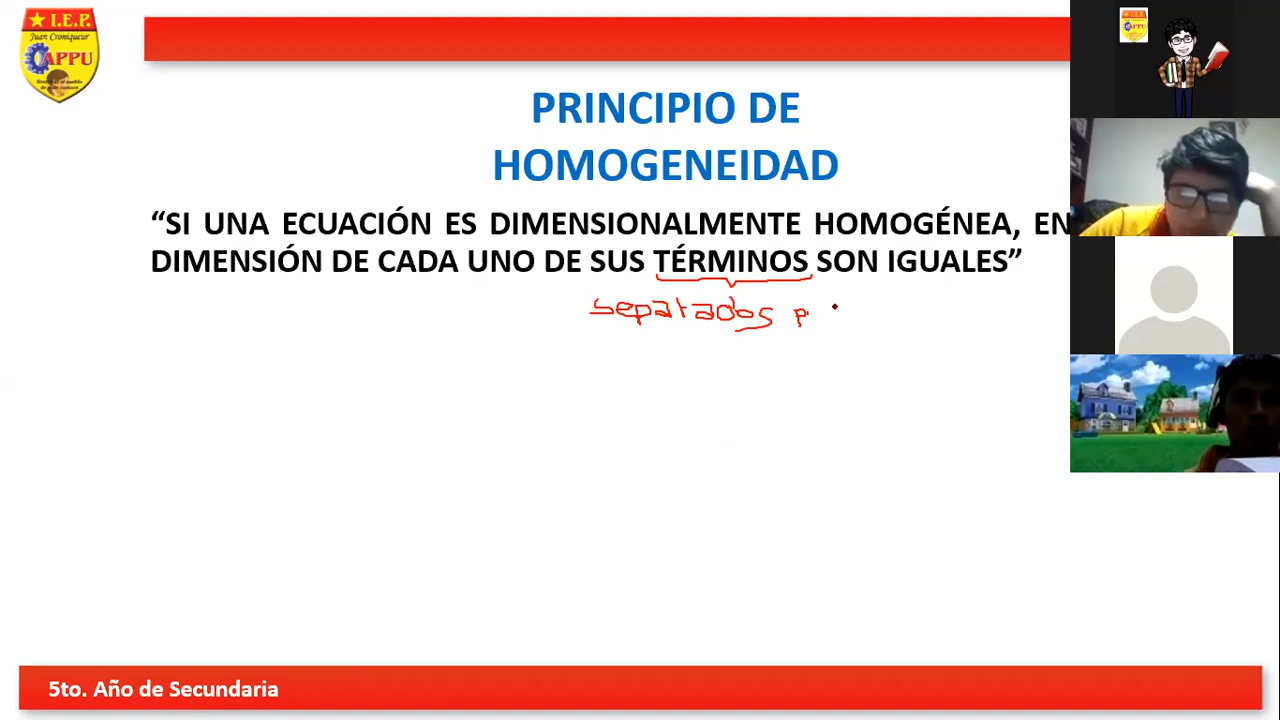 I.E.P.
Juan Croniqueur
CAPPU
PRINCIPIO DE
HOMOGENEIDAD
“SI UNA ECUACIÓN ES DIMENSIONALMENTE HOMOGÉNEA, EN
DIMENSIÓN DE CADA UNO DE SUS TÉRMINOS SON IGUALES”
separados p
5to. Año de Secundaria